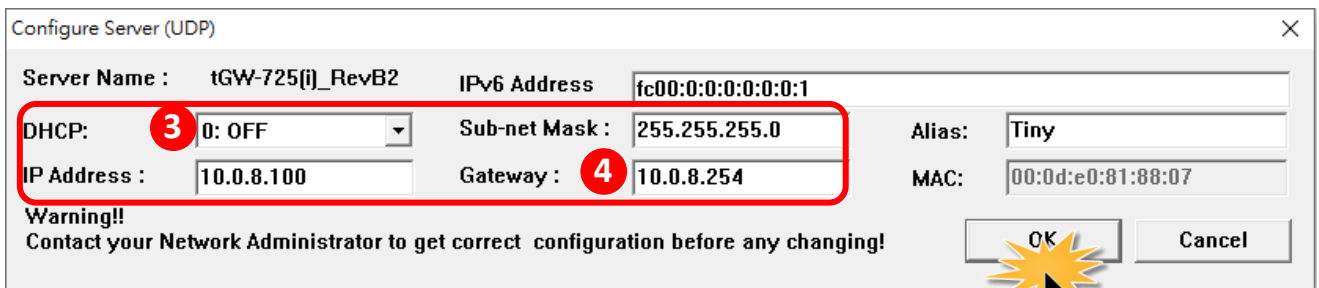 Configure Server (UDP)
Server Name : tGW-725(i)_RevB2 IPv6 Address fc00:0:0:0:0:0:0:1
DHCP: 3 0: OFF Sub-net Mask : 255.255.255.0 Alias: Tiny
IP Address : 10.0.8.100 Gateway : 4 10.0.8.254 MAC: 00:0d:e0:81:88:07
Warning!!
Contact your Network Administrator to get correct configuration before any changing! OK Cancel